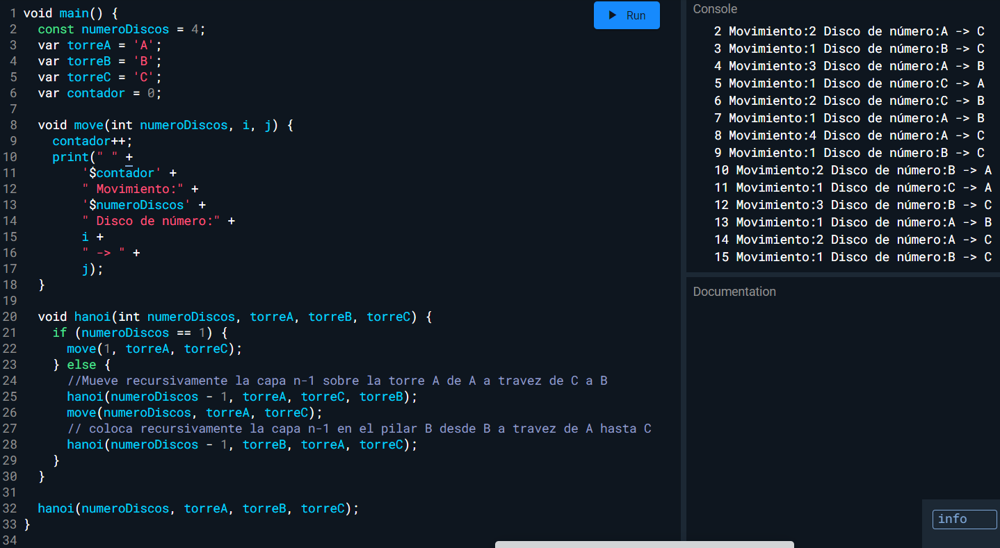 1 void main() {
2   const numeroDiscos = 4;
3   var torreA = 'A';
4   var torreB = 'B';
5   var torreC = 'C';
6   var contador = 0;
7
8   void move(int numeroDiscos, i, j) {
9     contador++;
10     print(" " +
11         '$contador' +
12         " Movimiento:" +
13         '$numeroDiscos' +
14         " Disco de número:" +
15         i +
16         " -> " +
17         j);
18   }
19
20   void hanoi(int numeroDiscos, torreA, torreB, torreC) {
21     if (numeroDiscos == 1) {
22       move(1, torreA, torreC);
23     } else {
24       //Mueve recursivamente la capa n-1 sobre la torre A de A a travez de C a B
25       hanoi(numeroDiscos - 1, torreA, torreC, torreB);
26       move(numeroDiscos, torreA, torreC);
27       // coloca recursivamente la capa n-1 en el pilar B desde B a travez de A hasta C
28       hanoi(numeroDiscos - 1, torreB, torreA, torreC);
29     }
30   }
31
32   hanoi(numeroDiscos, torreA, torreB, torreC);
33 }
34
Run
Console
2 Movimiento:2 Disco de número:A -> C
3 Movimiento:1 Disco de número:B -> C
4 Movimiento:3 Disco de número:A -> B
5 Movimiento:1 Disco de número:C -> A
6 Movimiento:2 Disco de número:C -> B
7 Movimiento:1 Disco de número:A -> B
8 Movimiento:4 Disco de número:A -> C
9 Movimiento:1 Disco de número:B -> C
10 Movimiento:2 Disco de número:B -> A
11 Movimiento:1 Disco de número:C -> A
12 Movimiento:3 Disco de número:B -> C
13 Movimiento:1 Disco de número:A -> B
14 Movimiento:2 Disco de número:A -> C
15 Movimiento:1 Disco de número:B -> C
Documentation
info